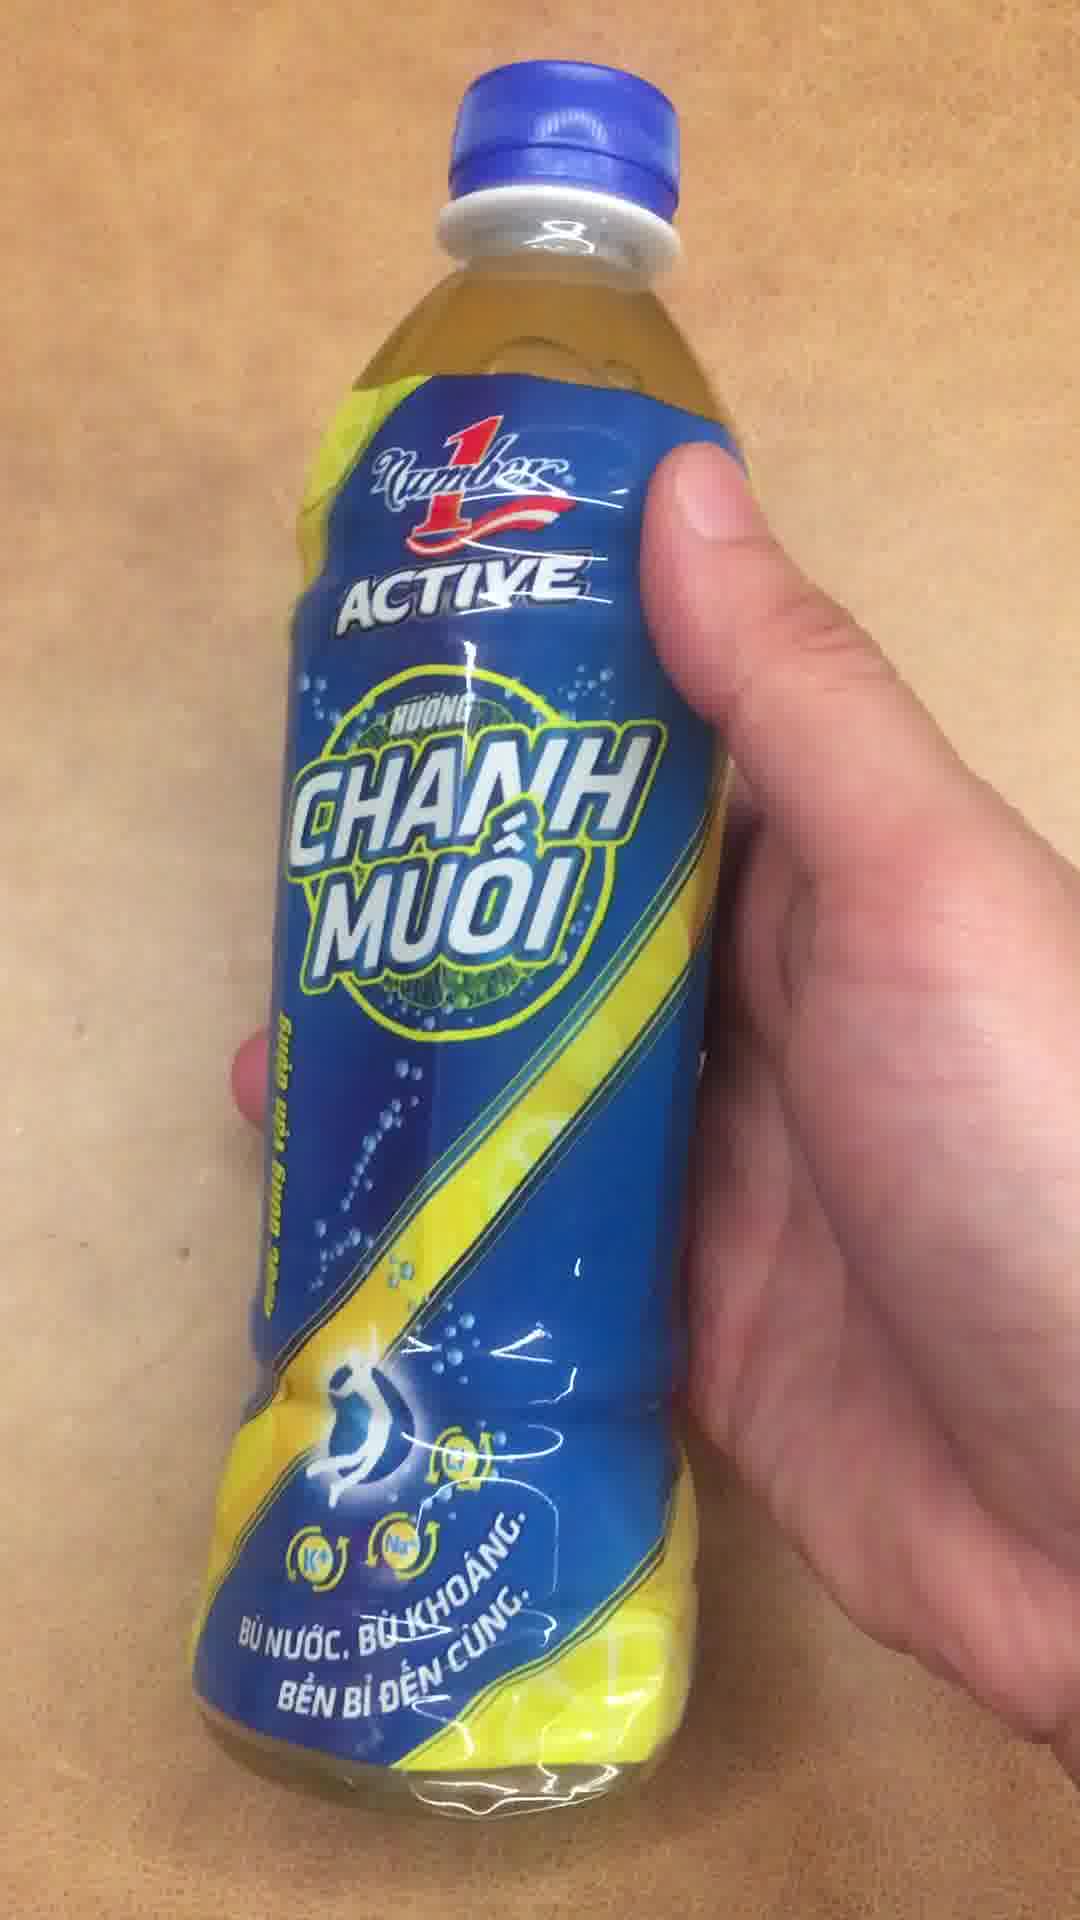 Number 1
ACTIVE
HƯƠNG
CHANH
MUỐI
K+
Na+
BÙ NƯỚC. BÙ KHOÁNG.
BỀN BỈ ĐẾN CÙNG.